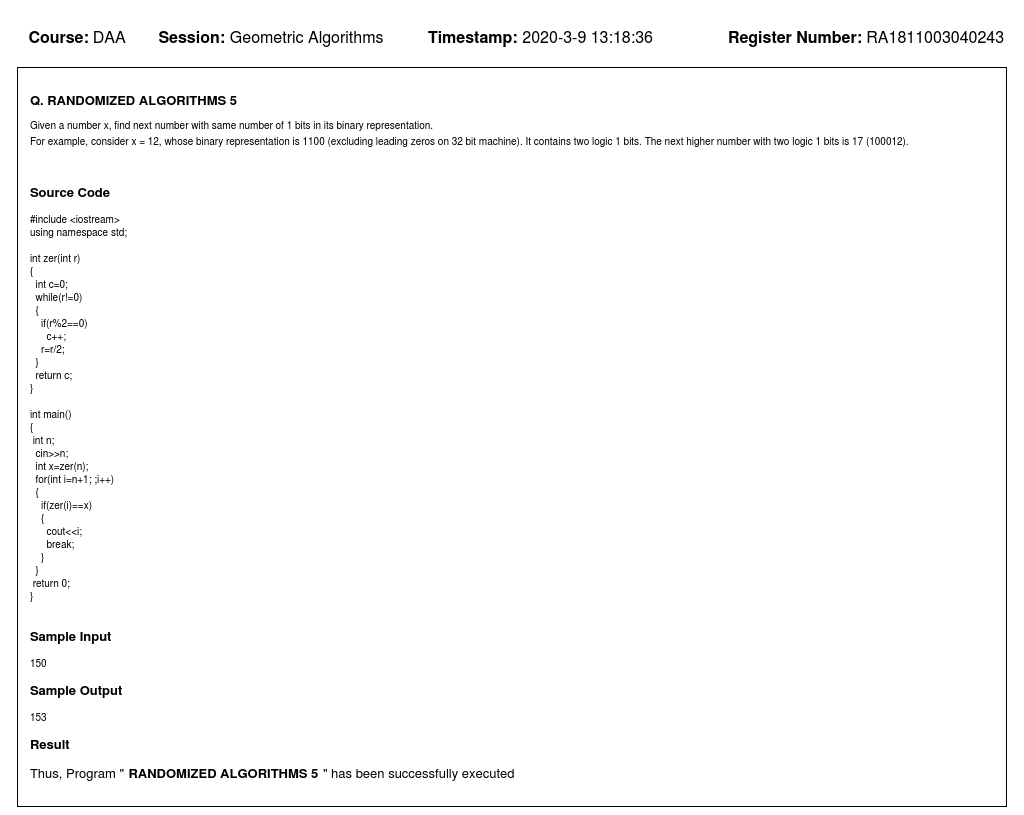 Course: DAA Session: Geometric Algorithms Timestamp: 2020-3-9 13:18:36 Register Number: RA1811003040243
Q. RANDOMIZED ALGORITHMS 5
Given a number x, find next number with same number of 1 bits in its binary representation.
For example, consider x = 12, whose binary representation is 1100 (excluding leading zeros on 32 bit machine). It contains two logic 1 bits. The next higher number with two logic 1 bits is 17 (100012).
Source Code
#include <iostream>
using namespace std;
int zer(int r)
{
int c=0;
while(r!=0)
{
if(r%2==0)
c++;
r=r/2;
}
return c;
}
int main()
{
int n;
cin>>n;
int x=zer(n);
for(int i=n+1; ;i++)
{
if(zer(i)==x)
{
cout<<i;
break;
}
}
return 0;
}
Sample Input
150
Sample Output
153
Result
Thus, Program " RANDOMIZED ALGORITHMS 5 " has been successfully executed